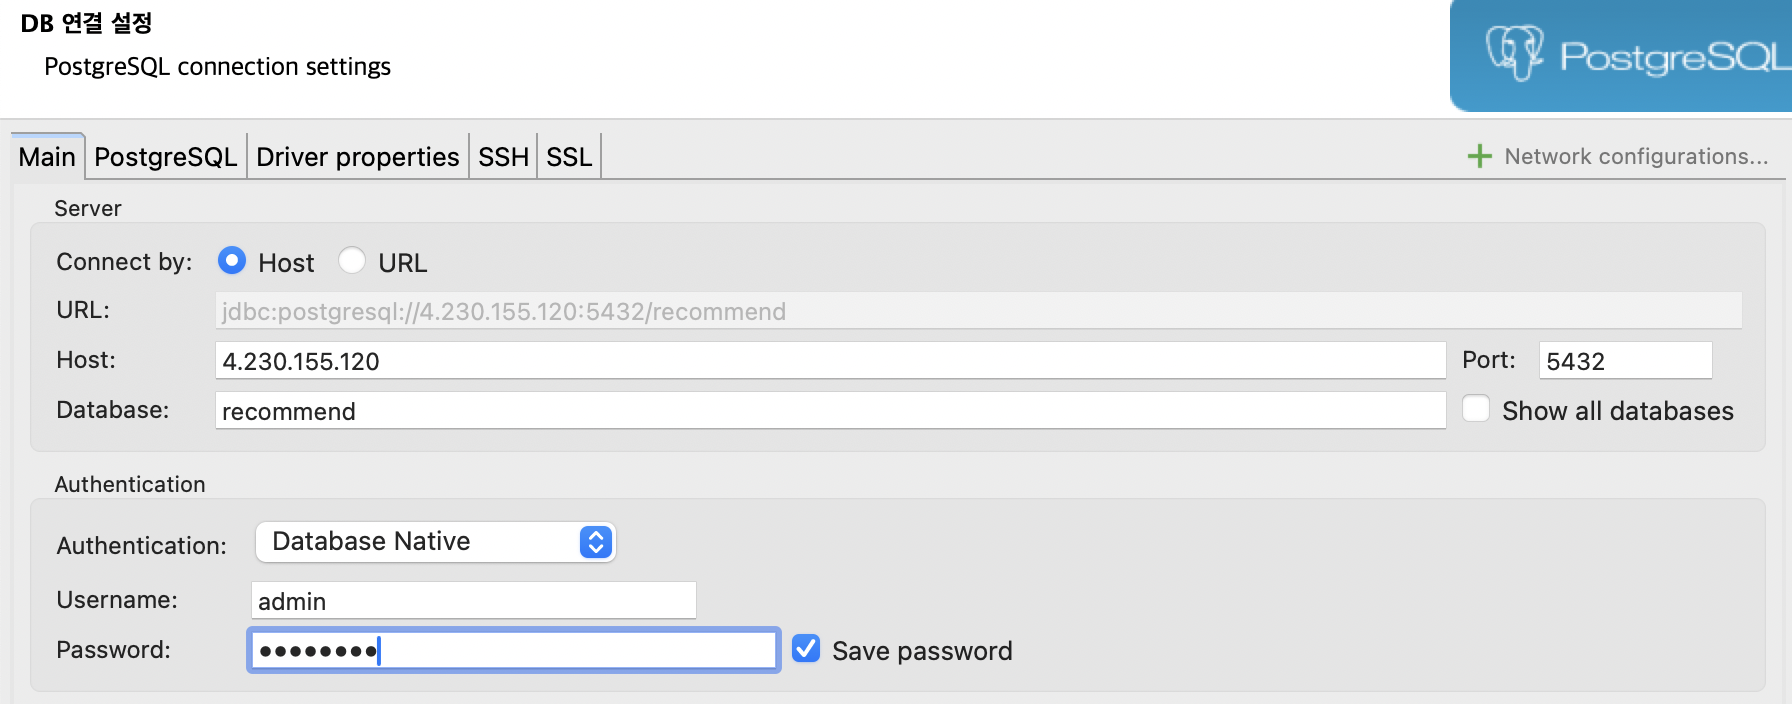 DB 연결 설정
PostgreSQL connection settings
PostgreSQL
Main PostgreSQL Driver properties SSH SSL
Network configurations...
Server
Connect by: Host URL
URL: jdbc:postgresql://4.230.155.120:5432/recommend
Host: 4.230.155.120 Port: 5432
Database: recommend Show all databases
Authentication
Authentication: Database Native
Username: admin
Password: ●●●●●●●● Save password